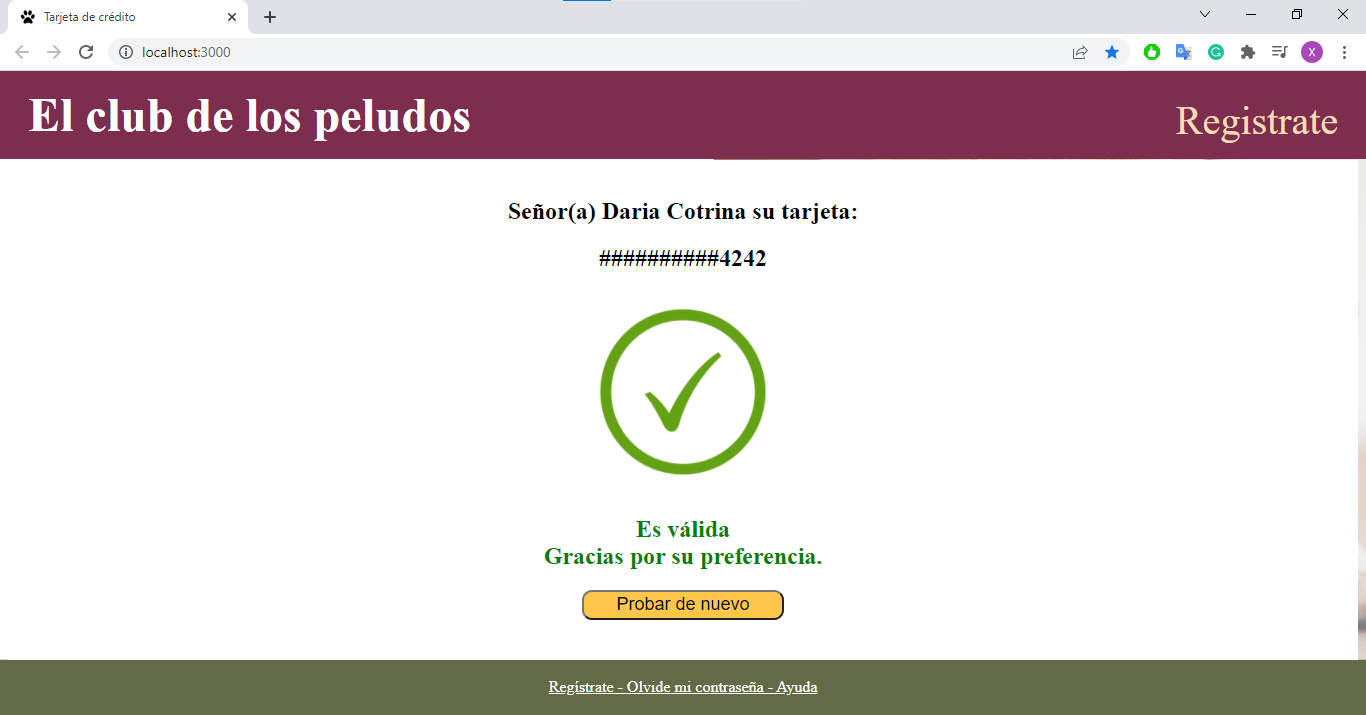 Tarjeta de crédito
localhost:3000
X
El club de los peludos
Registrate
Señor(a) Daria Cotrina su tarjeta:
##########4242
Es válida
Gracias por su preferencia.
Probar de nuevo
Regístrate - Olvide mi contraseña - Ayuda